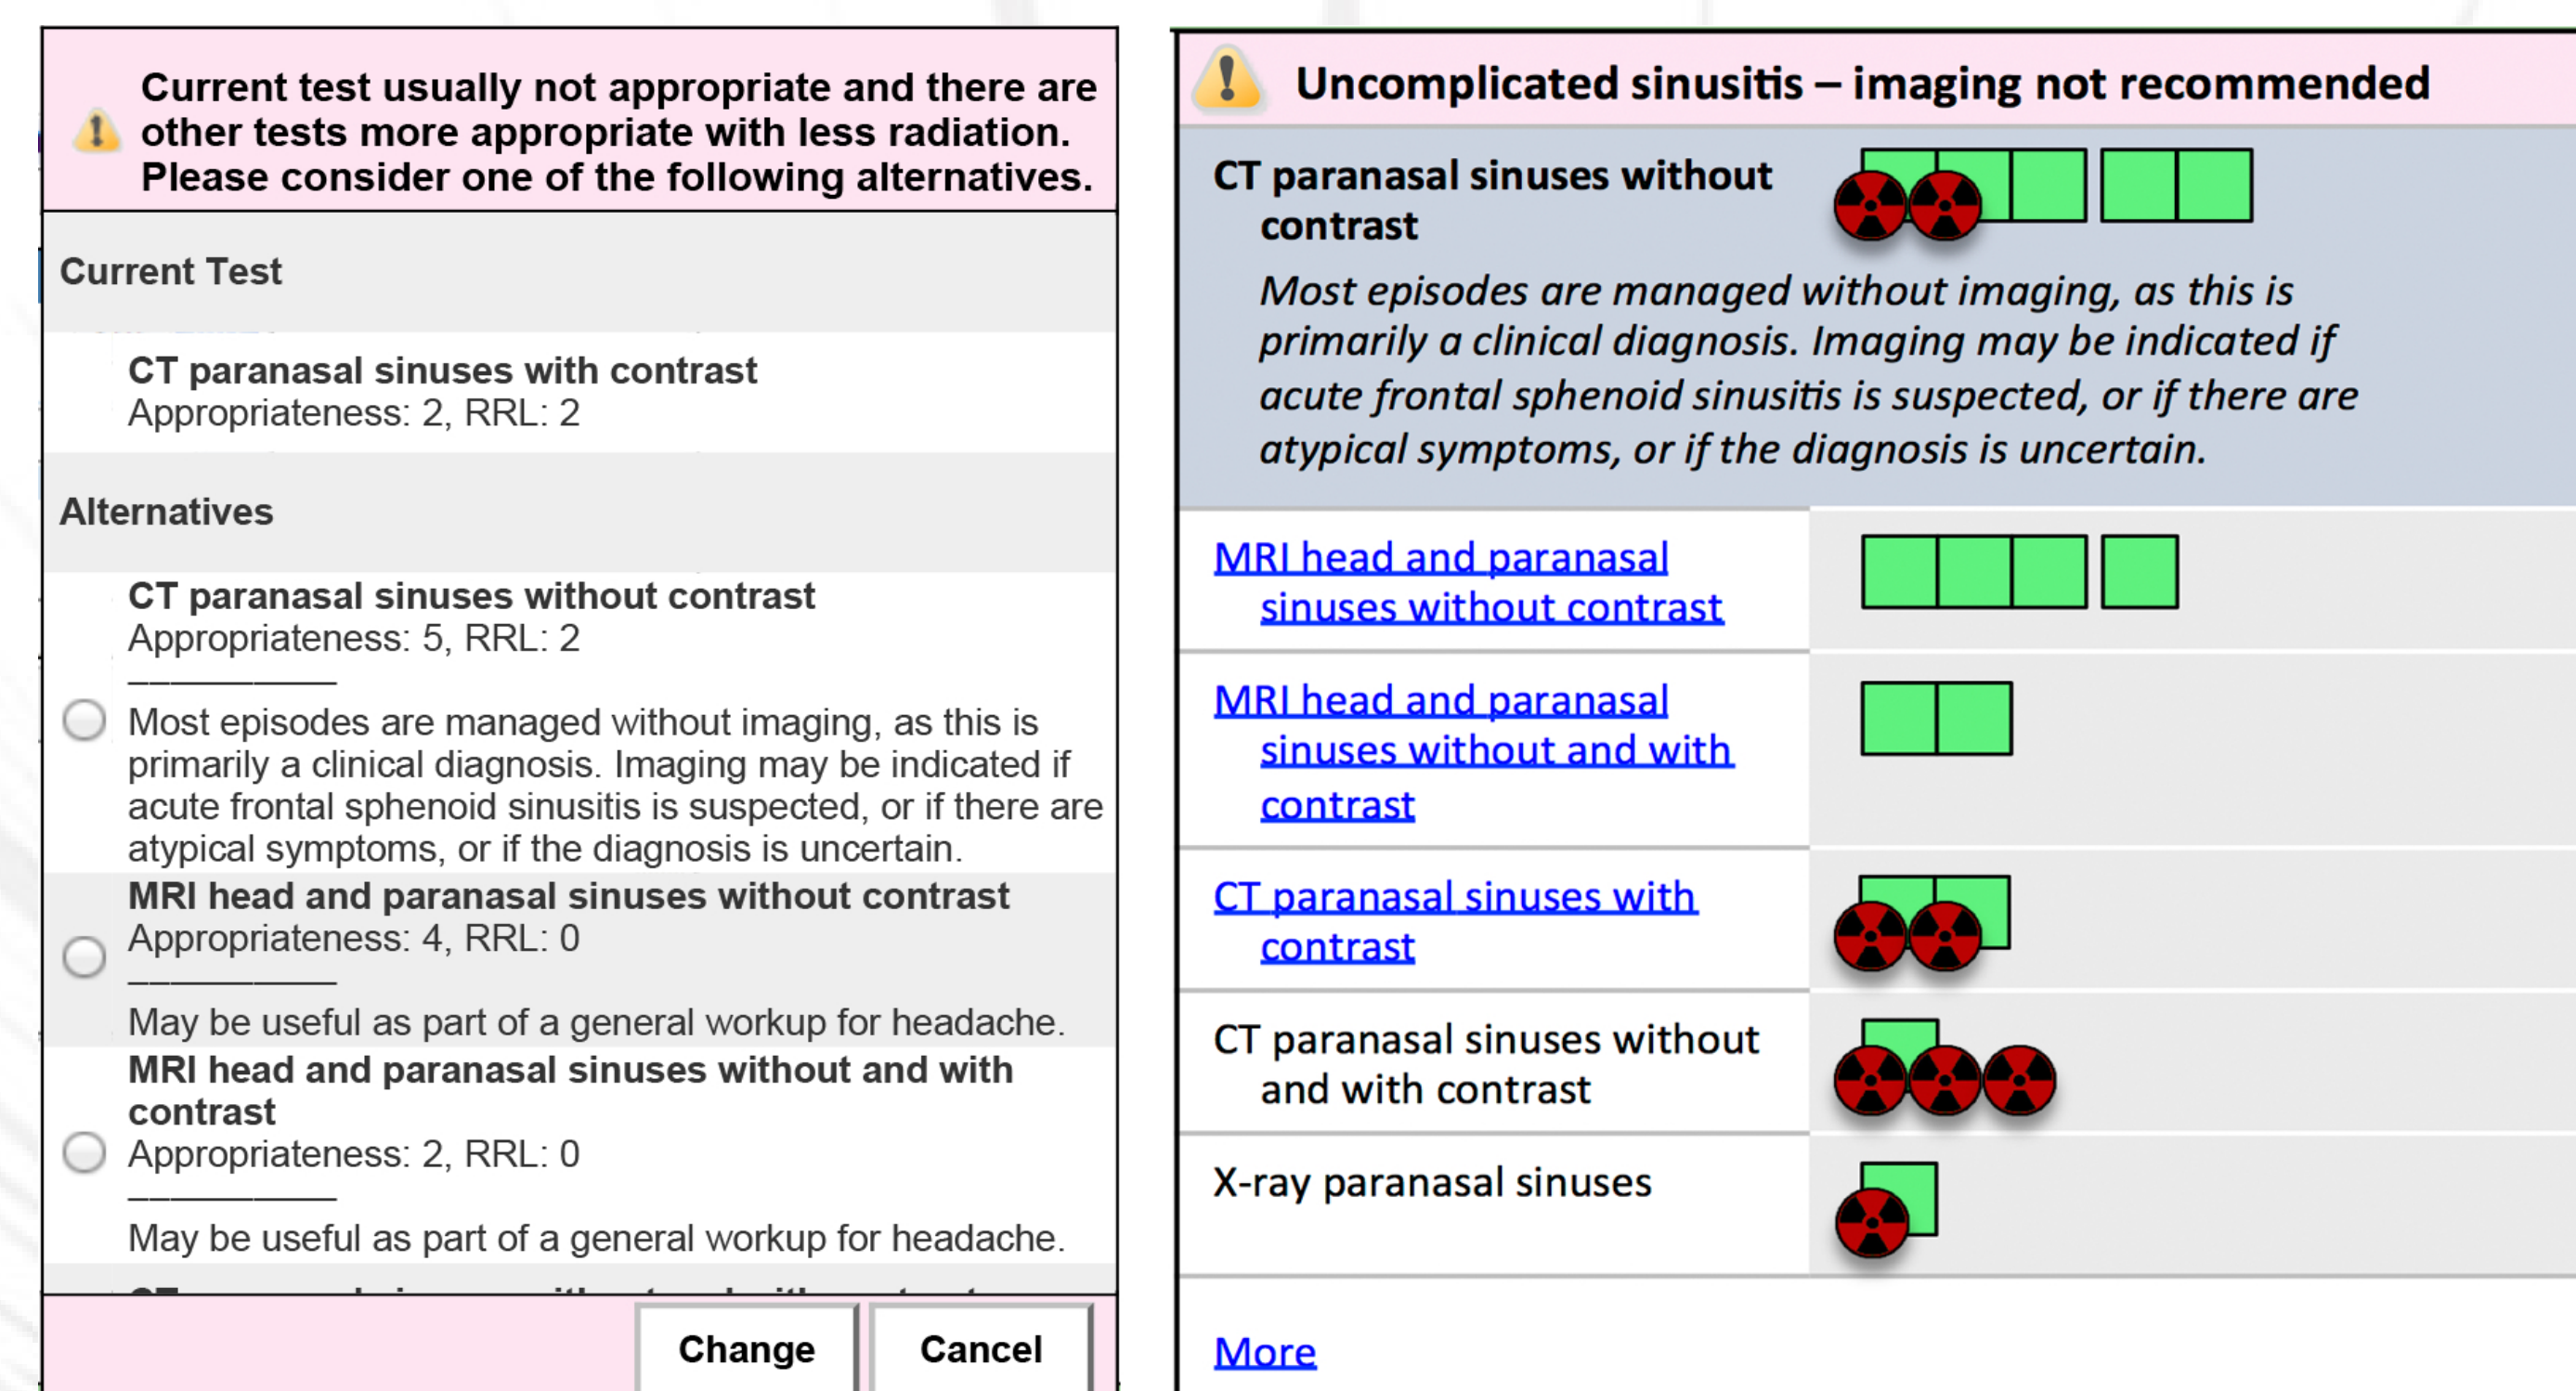 Current test usually not appropriate and there are
other tests more appropriate with less radiation.
Please consider one of the following alternatives.
Current Test
CT paranasal sinuses with contrast
Appropriateness: 2, RRL: 2
Alternatives
CT paranasal sinuses without contrast
Appropriateness: 5, RRL: 2
Most episodes are managed without imaging, as this is
primarily a clinical diagnosis. Imaging may be indicated if
acute frontal sphenoid sinusitis is suspected, or if there are
atypical symptoms, or if the diagnosis is uncertain.
MRI head and paranasal sinuses without contrast
Appropriateness: 4, RRL: 0
May be useful as part of a general workup for headache.
MRI head and paranasal sinuses without and with
contrast
Appropriateness: 2, RRL: 0
May be useful as part of a general workup for headache.
Change
Cancel
Uncomplicated sinusitis – imaging not recommended
CT paranasal sinuses without
contrast
Most episodes are managed without imaging, as this is
primarily a clinical diagnosis. Imaging may be indicated if
acute frontal sphenoid sinusitis is suspected, or if there are
atypical symptoms, or if the diagnosis is uncertain.
MRI head and paranasal
sinuses without contrast
MRI head and paranasal
sinuses without and with
contrast
CT paranasal sinuses with
contrast
CT paranasal sinuses without
and with contrast
X-ray paranasal sinuses
More